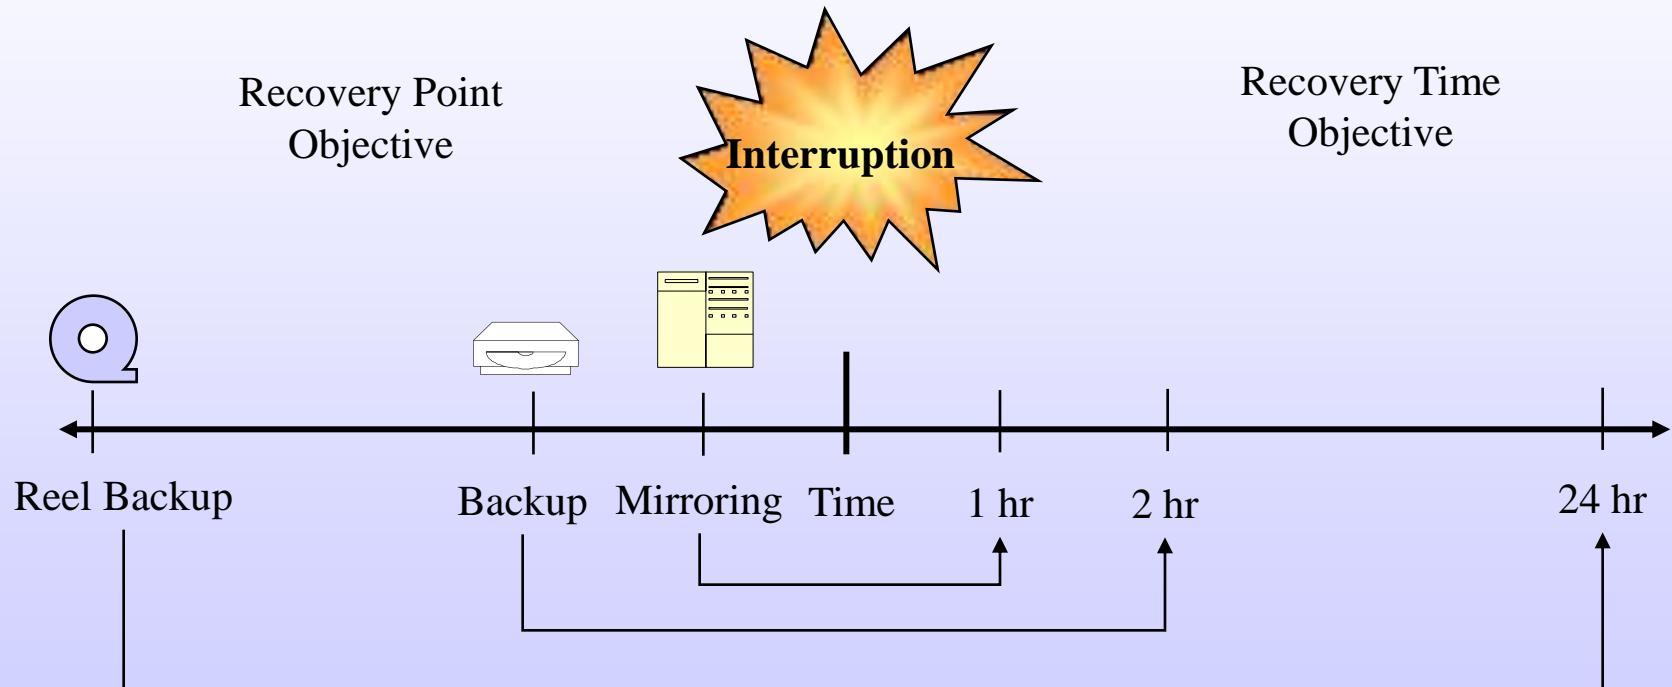 Recovery Point
Objective
Interruption
Recovery Time
Objective
Reel Backup
Backup
Mirroring
Time
1 hr
2 hr
24 hr